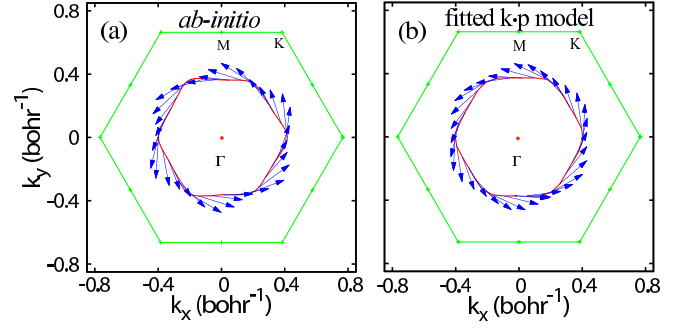 (a) ab-initio
(b) fitted k·p model
M K
M K
Γ
Γ
0.8
0.4
0
-0.4
-0.8
k_y (bohr⁻¹)
-0.8 -0.4 0 0.4 0.8
-0.8 -0.4 0 0.4 0.8
k_x (bohr⁻¹)
k_x (bohr⁻¹)